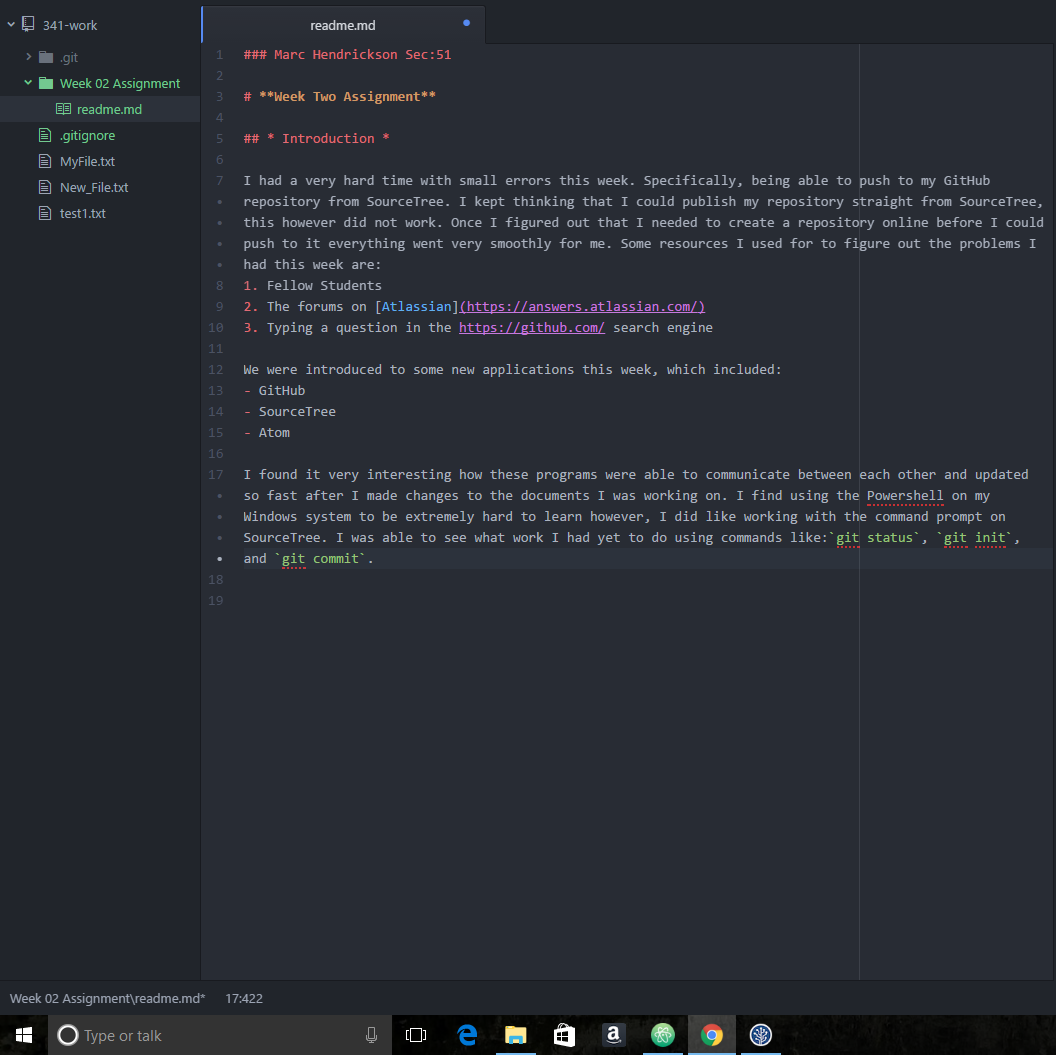 341-work
.git
Week 02 Assignment
readme.md
.gitignore
MyFile.txt
New_File.txt
test1.txt
readme.md
1 ### Marc Hendrickson Sec:51
2
3 # **Week Two Assignment**
4
5 ## * Introduction *
6
7 I had a very hard time with small errors this week. Specifically, being able to push to my GitHub
• repository from SourceTree. I kept thinking that I could publish my repository straight from SourceTree,
• this however did not work. Once I figured out that I needed to create a repository online before I could
• push to it everything went very smoothly for me. Some resources I used for to figure out the problems I
• had this week are:
8 1. Fellow Students
9 2. The forums on [Atlassian](https://answers.atlassian.com/)
10 3. Typing a question in the https://github.com/ search engine
11
12 We were introduced to some new applications this week, which included:
13 - GitHub
14 - SourceTree
15 - Atom
16
17 I found it very interesting how these programs were able to communicate between each other and updated
• so fast after I made changes to the documents I was working on. I find using the Powershell on my
• Windows system to be extremely hard to learn however, I did like working with the command prompt on
• SourceTree. I was able to see what work I had yet to do using commands like:`git status`, `git init`,
• and `git commit`.
18
19
Week 02 Assignment\readme.md* 17:422
Type or talk